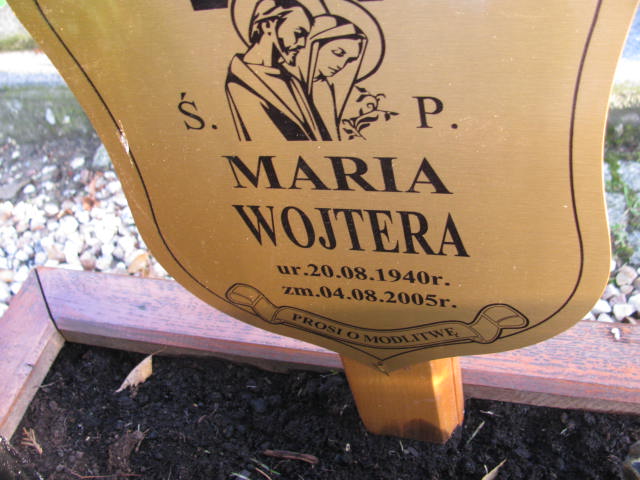 Ś. P.
MARIA
WOJTERA
ur.20.08.1940r.
zm.04.08.2005r.
PROSI O MODLITWĘ